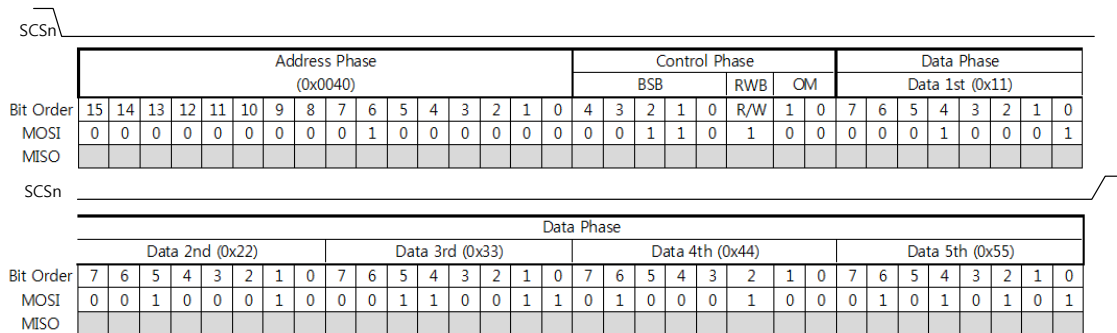 SCSn
Address Phase Control Phase Data Phase
(0x0040) BSB RWB OM Data 1st (0x11)
Bit Order 15 14 13 12 11 10 9 8 7 6 5 4 3 2 1 0 4 3 2 1 0 R/W 1 0 7 6 5 4 3 2 1 0
MOSI 0 0 0 0 0 0 0 0 0 1 0 0 0 0 0 0 0 0 1 1 0 1 0 0 0 0 0 1 0 0 0 1
MISO
SCSn
Data Phase
Data 2nd (0x22) Data 3rd (0x33) Data 4th (0x44) Data 5th (0x55)
Bit Order 7 6 5 4 3 2 1 0 7 6 5 4 3 2 1 0 7 6 5 4 3 2 1 0 7 6 5 4 3 2 1 0
MOSI 0 0 1 0 0 0 1 0 0 0 1 1 0 0 1 1 0 1 0 0 0 1 0 0 0 1 0 1 0 1 0 1
MISO